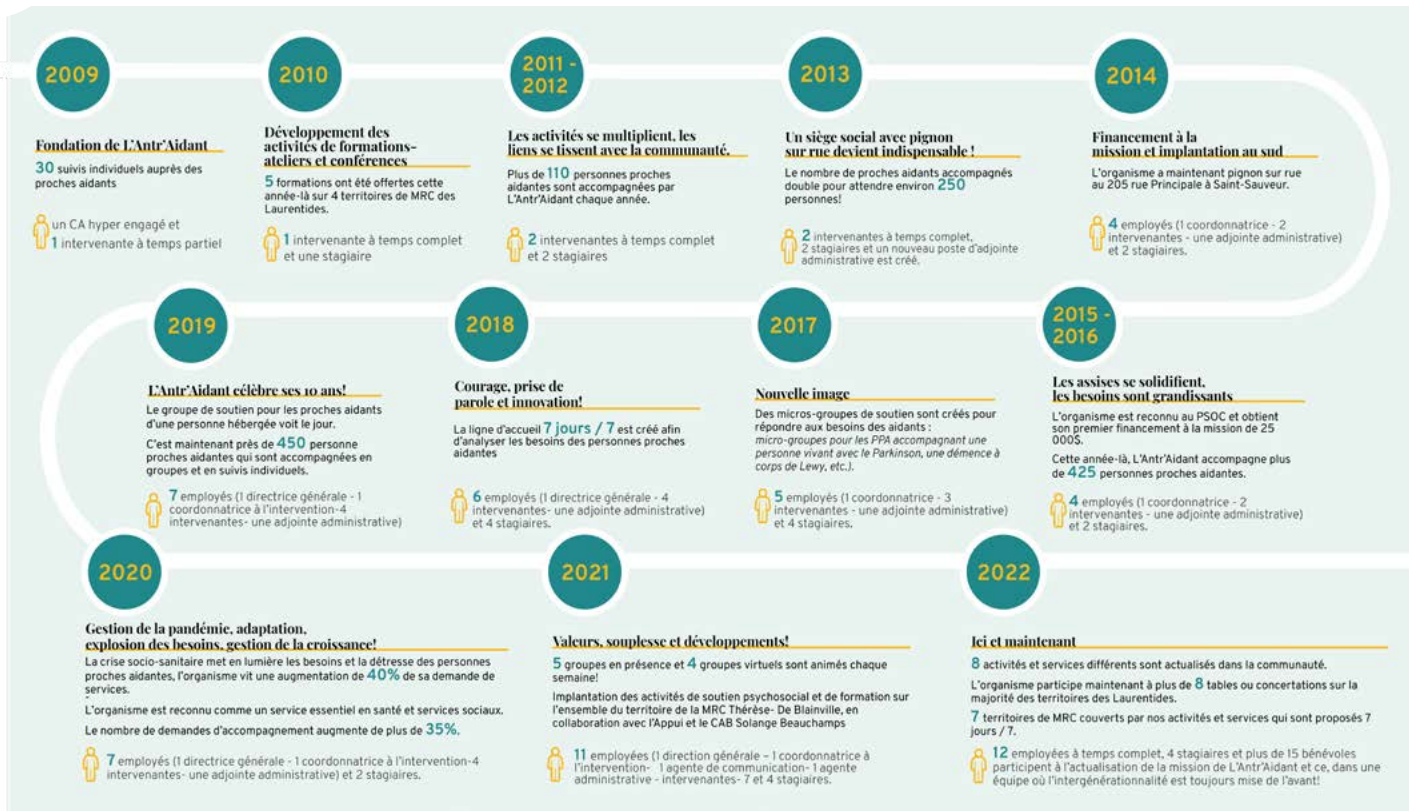 2009
Fondation de L'Antr'Aidant
30 suivis individuels auprès des
proches aidants
un CA hyper engagé et
1 intervenante à temps partiel
2010
Développement des
activités de formations-
ateliers et conférences
5 formations ont été offertes cette
année-là sur 4 territoires de MRC des
Laurentides.
1 intervenante à temps complet
et une stagiaire
2011 -
2012
Les activités se multiplient, les
liens se tissent avec la communauté.
Plus de 110 personnes proches
aidantes sont accompagnées par
L'Antr'Aidant chaque année.
2 intervenantes à temps complet
et 2 stagiaires
2013
Un siège social avec pignon
sur rue devient indispensable !
Le nombre de proches aidants accompagnés
double pour attendre environ 250
personnes!
2 intervenantes à temps complet,
2 stagiaires et un nouveau poste d'adjointe
administrative est créé.
2014
Financement à la
mission et implantation au sud
L'organisme a maintenant pignon sur rue
au 205 rue Principale à Saint-Sauveur.
4 employés (1 coordonnatrice - 2
intervenantes - une adjointe administrative)
et 2 stagiaires.
2015 -
2016
Les assises se solidifient,
les besoins sont grandissants
L'organisme est reconnu au PSOC et obtient
son premier financement à la mission de 25
000$.
Cette année-là, L'Antr'Aidant accompagne plus
de 425 personnes proches aidantes.
4 employés (1 coordonnatrice - 2
intervenantes - une adjointe administrative)
et 2 stagiaires.
2017
Nouvelle image
Des micros-groupes de soutien sont créés pour
répondre aux besoins des aidants :
micro-groupes pour les PPA accompagnant une
personne vivant avec le Parkinson, une démence à
corps de Lewy, etc.).
5 employés (1 coordonnatrice - 3
intervenantes - une adjointe administrative)
et 4 stagiaires.
2018
Courage, prise de
parole et innovation!
La ligne d'accueil 7 jours / 7 est créé afin
d'analyser les besoins des personnes proches
aidantes
6 employés (1 directrice générale - 4
intervenantes- une adjointe administrative)
et 4 stagiaires.
2019
L'Antr'Aidant célèbre ses 10 ans!
Le groupe de soutien pour les proches aidants
d'une personne hébergée voit le jour.
C'est maintenant près de 450 personne
proches aidantes qui sont accompagnées en
groupes et en suivis individuels.
7 employés (1 directrice générale - 1
coordonnatrice à l'intervention-4
intervenantes- une adjointe administrative)
2020
Gestion de la pandémie, adaptation,
explosion des besoins, gestion de la croissance!
La crise socio-sanitaire met en lumière les besoins et la détresse des personnes
proches aidantes, l'organisme vit une augmentation de 40% de sa demande de
services.
L'organisme est reconnu comme un service essentiel en santé et services sociaux.
Le nombre de demandes d'accompagnement augmente de plus de 35%.
7 employés (1 directrice générale - 1 coordonnatrice à l'intervention-4
intervenantes- une adjointe administrative) et 2 stagiaires.
2021
Valeurs, souplesse et développements!
5 groupes en présence et 4 groupes virtuels sont animés chaque
semaine!
Implantation des activités de soutien psychosocial et de formation sur
l'ensemble du territoire de la MRC Thérèse- De Blainville, en
collaboration avec l'Appui et le CAB Solange Beauchamps
11 employées (1 direction générale – 1 coordonnatrice à
l'intervention- 1 agente de communication- 1 agente
administrative - intervenantes- 7 et 4 stagiaires.
2022
Ici et maintenant
8 activités et services différents sont actualisés dans la communauté.
L'organisme participe maintenant à plus de 8 tables ou concertations sur la
majorité des territoires des Laurentides.
7 territoires de MRC couverts par nos activités et services qui sont proposés 7
jours / 7.
12 employées à temps complet, 4 stagiaires et plus de 15 bénévoles
participent à l'actualisation de la mission de L'Antr'Aidant et ce, dans une
équipe où l'intergénérationnalité est toujours mise de l'avant!